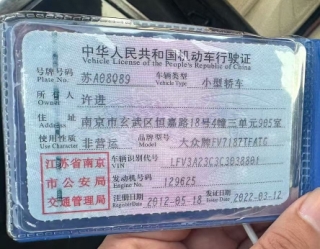 中华人民共和国机动车行驶证
Vehicle License of the People's Republic of China
号牌号码 苏A08989 车辆类型 小型轿车
Plate No. Vehicle Type
所有人 许进
Owner
住址 南京市玄武区恒嘉路18号4幢三单元905室
Address
使用性质 非营运 品牌型号 大众牌FV7187TFATG
Use Character Model
江苏省南京
市公安局
交通管理局
车辆识别代号 LFV3A23C3C3038801
VIN
发动机号码 129625
Engine No.
注册日期 2012-05-18 发证日期 2022-03-12
Register Date Issue Date